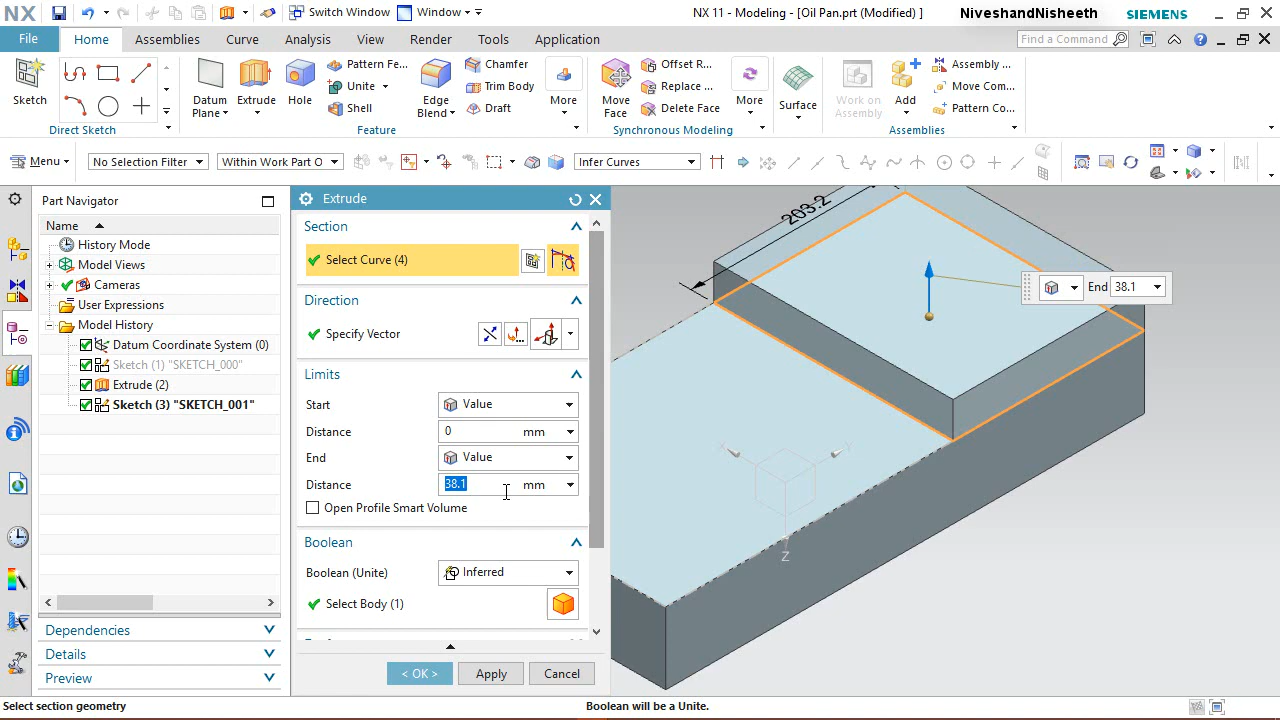 NX
Switch Window
Window
NX 11 - Modeling - [Oil Pan.prt (Modified) ]
NiveshandNisheeth
SIEMENS
File
Home
Assemblies
Curve
Analysis
View
Render
Tools
Application
Find a Command
Sketch
Direct Sketch
Datum
Plane
Extrude
Hole
Pattern Fe...
Unite
Shell
Edge
Blend
Chamfer
Trim Body
Draft
More
Feature
Move
Face
Offset R...
Replace ...
Delete Face
More
Synchronous Modeling
Surface
Work on
Assembly
Add
Assembly ...
Move Com...
Pattern Co...
Assemblies
Menu
No Selection Filter
Within Work Part O
Infer Curves
Part Navigator
Name
History Mode
Model Views
Cameras
User Expressions
Model History
Datum Coordinate System (0)
Sketch (1) "SKETCH_000"
Extrude (2)
Sketch (3) "SKETCH_001"
Dependencies
Details
Preview
Extrude
Section
Select Curve (4)
Direction
Specify Vector
Limits
Start
Value
Distance
0 mm
End
Value
Distance
38.1 mm
Open Profile Smart Volume
Boolean
Boolean (Unite)
Inferred
Select Body (1)
< OK >
Apply
Cancel
203.2
End 38.1
X
Y
Z
Select section geometry
Boolean will be a Unite.